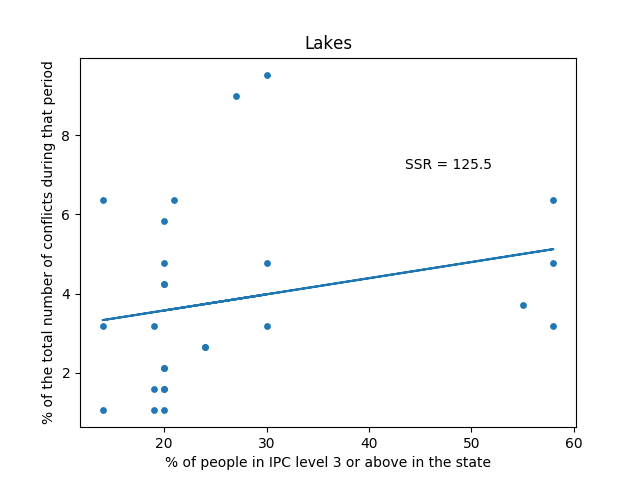 Lakes
% of the total number of conflicts during that period
8
6
4
2
SSR = 125.5
20
30
40
50
60
% of people in IPC level 3 or above in the state